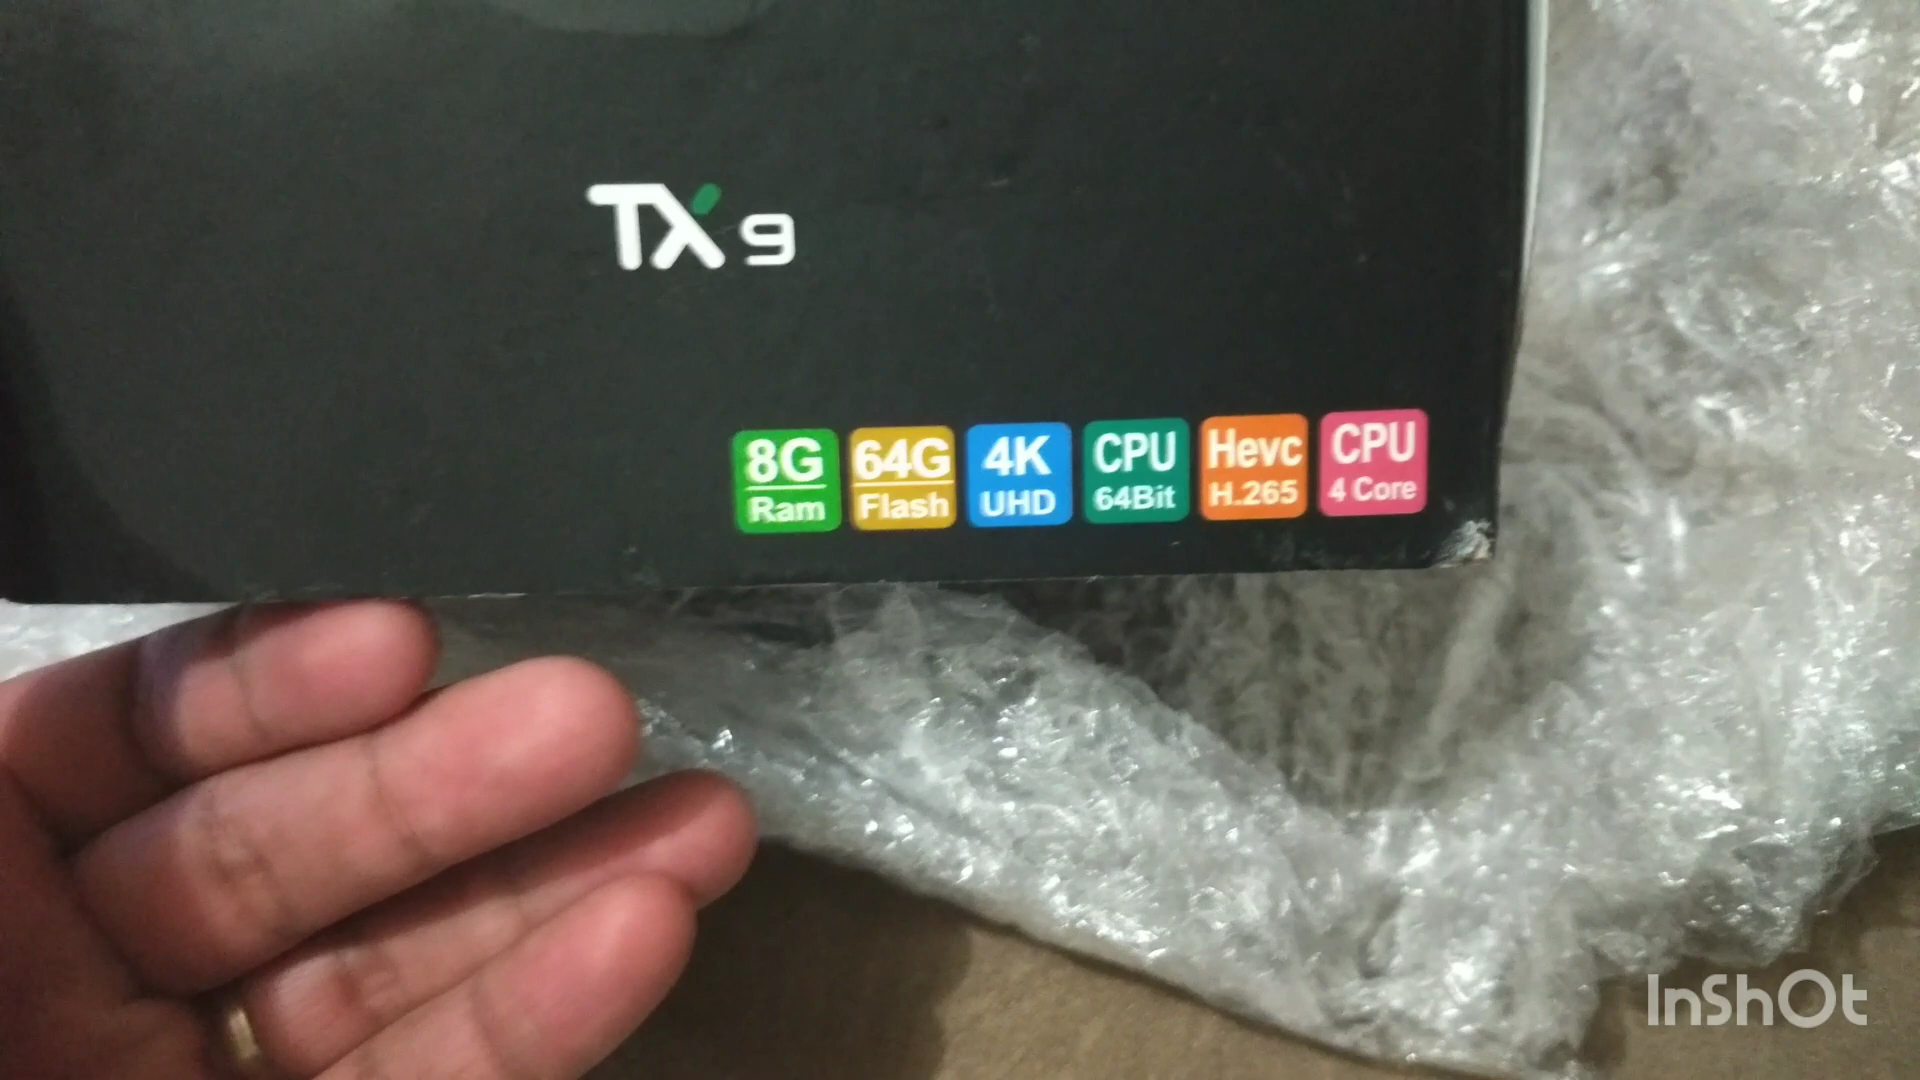 TX9
8G 64G 4K CPU Hevc CPU
Ram Flash UHD 64Bit H.265 4 Core
InShOt